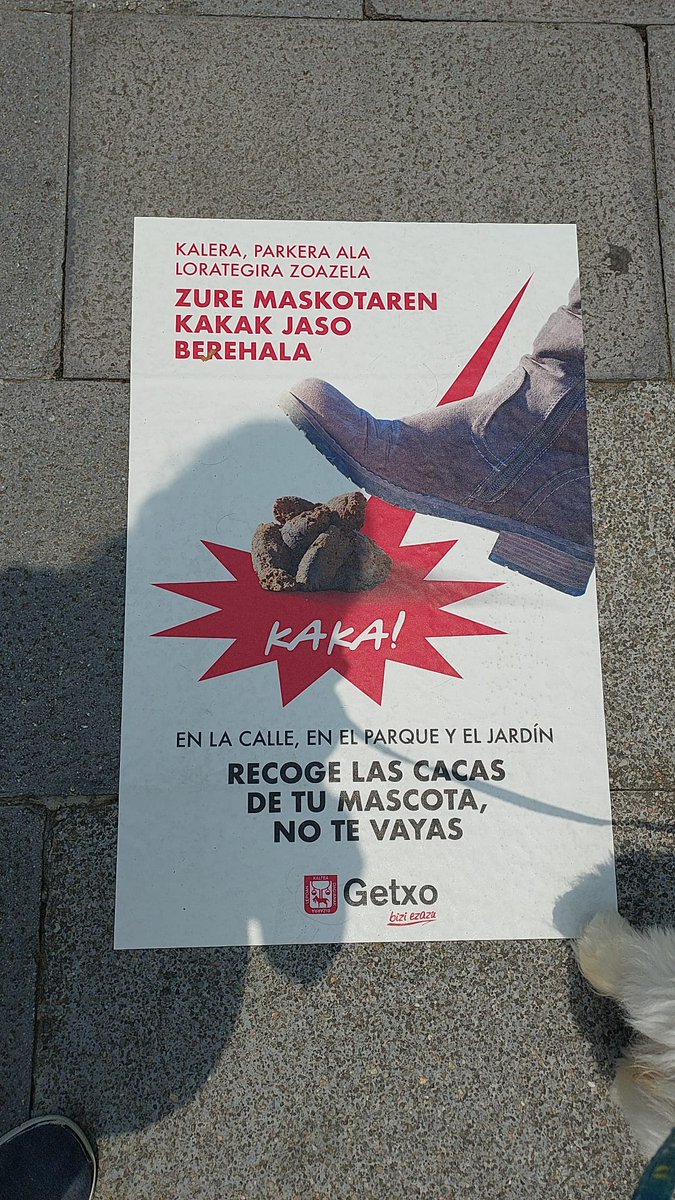 KALERA, PARKERA ALA
LORATEGIRA ZOAZELA
ZURE MASKOTAREN
KAKAK JASO
BEREHALA
KAKA!
EN LA CALLE, EN EL PARQUE Y EL JARDÍN
RECOGE LAS CACAS
DE TU MASCOTA,
NO TE VAYAS
Getxo
bizi ezazu